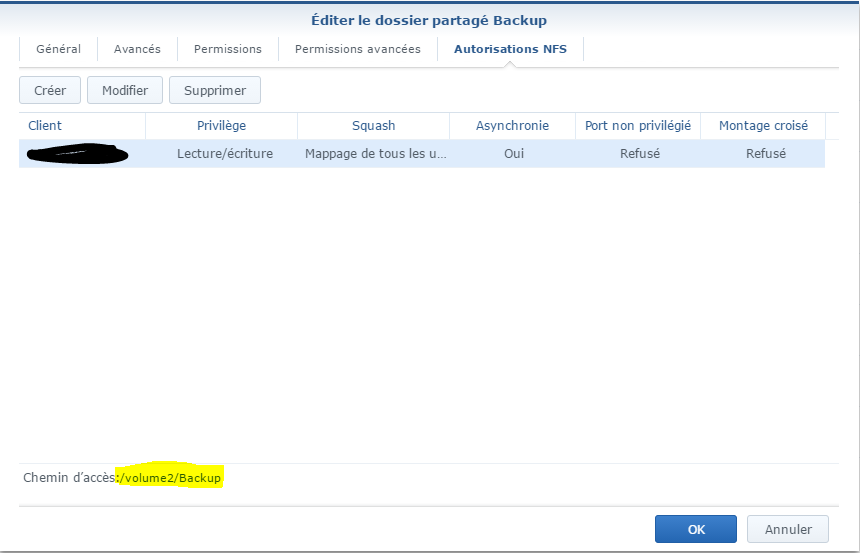 Éditer le dossier partagé Backup
Général Avancés Permissions Permissions avancées Autorisations NFS
Créer Modifier Supprimer
Client Privilège Squash Asynchronie Port non privilégié Montage croisé
Lecture/écriture Mappage de tous les u... Oui Refusé Refusé
Chemin d'accès:/volume2/Backup
OK Annuler